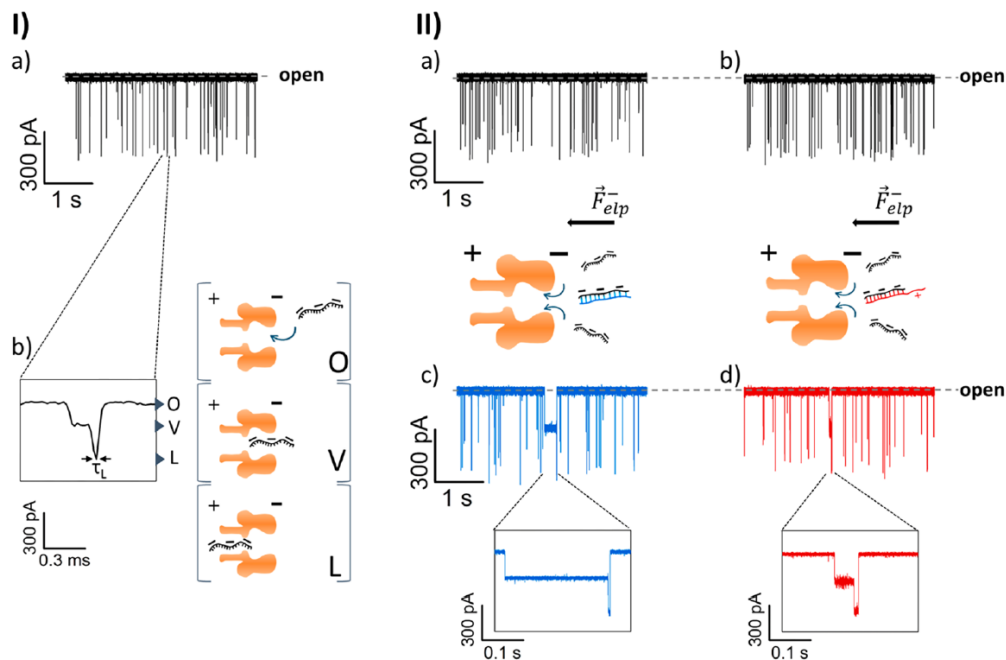 I)
a)
open
300 pA
1 s
b)
O
V
L
τL
300 pA
0.3 ms
+ −
O
+ −
V
+ −
L
II)
a)
open
300 pA
1 s
F⃗⁻elp
+ −
b)
open
F⃗⁻elp
+ −
+
c)
300 pA
1 s
300 pA
0.1 s
d)
open
300 pA
0.1 s